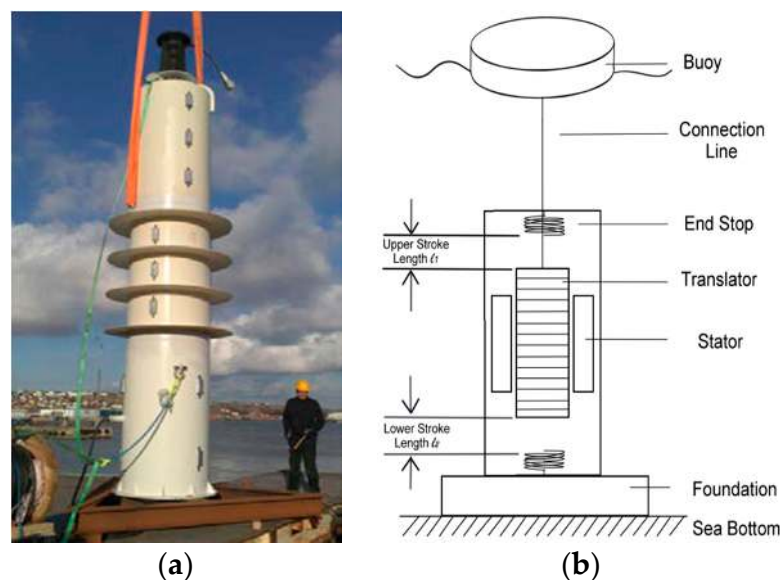 Buoy
Connection
Line
Upper Stroke
Length ℓ₁
End Stop
Translator
Stator
Lower Stroke
Length ℓ₂
Foundation
Sea Bottom
(a)
(b)